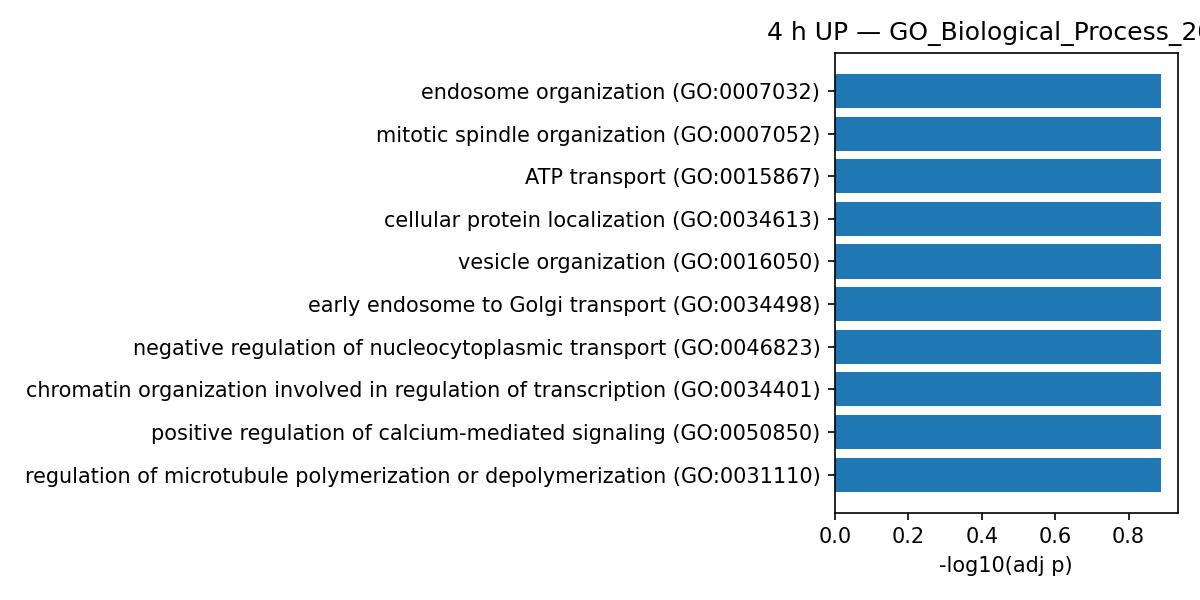 4 h UP — GO_Biological_Process_20
endosome organization (GO:0007032)
mitotic spindle organization (GO:0007052)
ATP transport (GO:0015867)
cellular protein localization (GO:0034613)
vesicle organization (GO:0016050)
early endosome to Golgi transport (GO:0034498)
negative regulation of nucleocytoplasmic transport (GO:0046823)
chromatin organization involved in regulation of transcription (GO:0034401)
positive regulation of calcium-mediated signaling (GO:0050850)
regulation of microtubule polymerization or depolymerization (GO:0031110)
0.0 0.2 0.4 0.6 0.8
-log10(adj p)